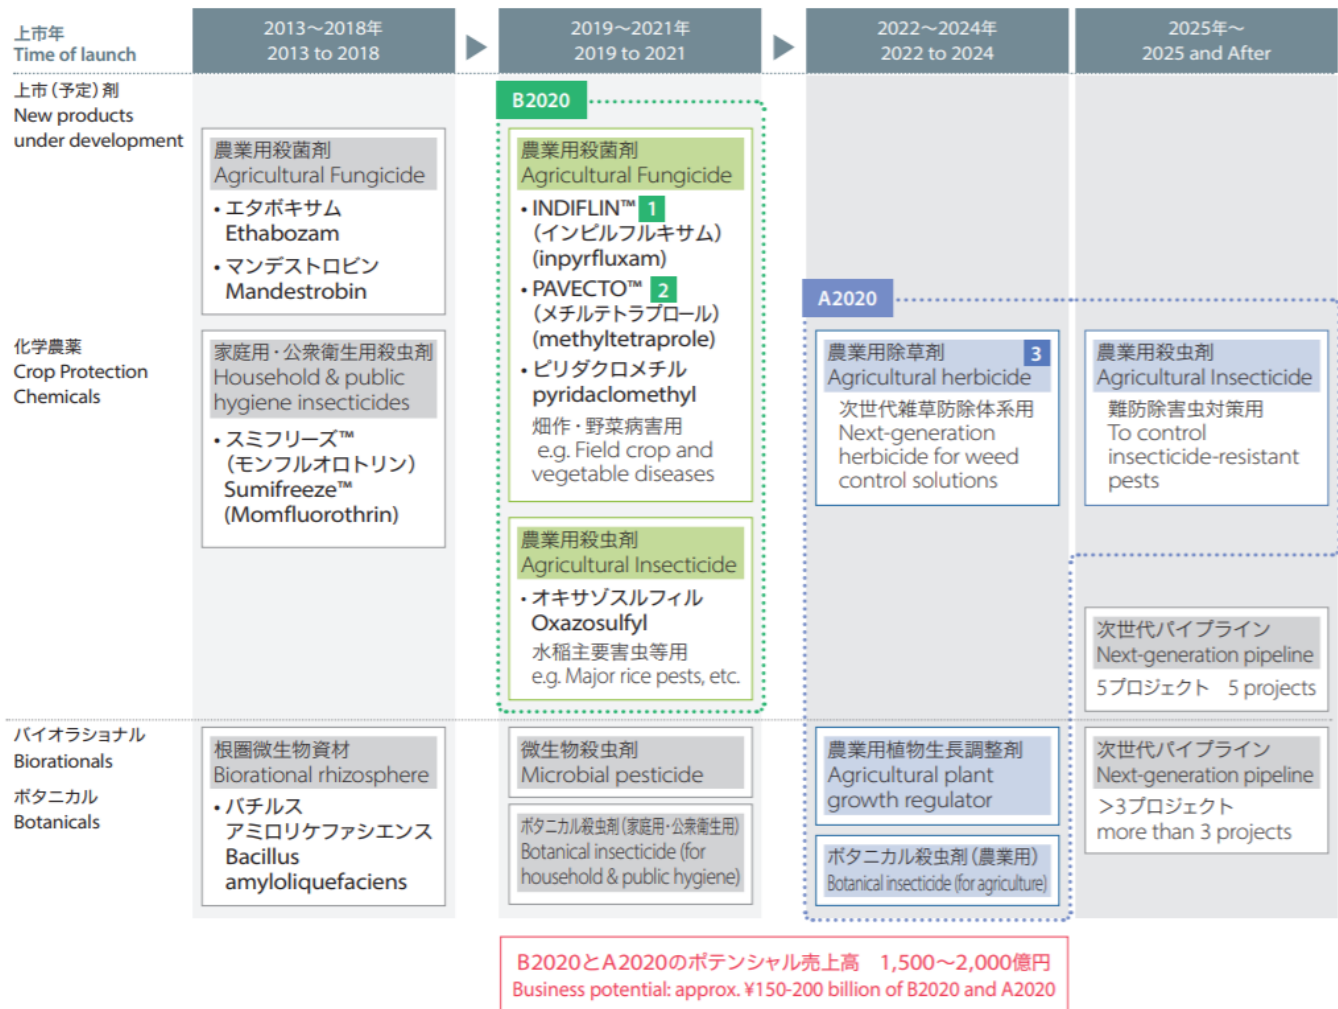 上市年
Time of launch
2013～2018年
2013 to 2018
2019～2021年
2019 to 2021
2022～2024年
2022 to 2024
2025年～
2025 and After
上市（予定）剤
New products
under development
化学農薬
Crop Protection
Chemicals
農業用殺菌剤
Agricultural Fungicide
・エタボキサム
Ethabozam
・マンデストロビン
Mandestrobin
家庭用・公衆衛生用殺虫剤
Household & public
hygiene insecticides
・スミフリーズ™
（モンフルオロトリン）
Sumifreeze™
(Momfluorothrin)
B2020
農業用殺菌剤
Agricultural Fungicide
・INDIFLIN™ 1
（インピルフルキサム）
(inpyrfluxam)
・PAVECTO™ 2
（メチルテトラプロール）
(methyltetraprole)
・ピリダクロメチル
pyridaclomethyl
畑作・野菜病害用
e.g. Field crop and
vegetable diseases
農業用殺虫剤
Agricultural Insecticide
・オキサゾスルフィル
Oxazosulfyl
水稲主要害虫等用
e.g. Major rice pests, etc.
A2020
農業用除草剤 3
Agricultural herbicide
次世代雑草防除体系用
Next-generation
herbicide for weed
control solutions
農業用殺虫剤
Agricultural Insecticide
難防除害虫対策用
To control
insecticide-resistant
pests
次世代パイプライン
Next-generation pipeline
5プロジェクト 5 projects
バイオラショナル
Biorationals
ボタニカル
Botanicals
根圏微生物資材
Biorational rhizosphere
・バチルス
アミロリケファシエンス
Bacillus
amyloliquefaciens
微生物殺虫剤
Microbial pesticide
ボタニカル殺虫剤（家庭用・公衆衛生用）
Botanical insecticide (for
household & public hygiene)
農業用植物生長調整剤
Agricultural plant
growth regulator
ボタニカル殺虫剤（農業用）
Botanical insecticide (for agriculture)
次世代パイプライン
Next-generation pipeline
＞3プロジェクト
more than 3 projects
B2020とA2020のポテンシャル売上高 1,500～2,000億円
Business potential: approx. ¥150-200 billion of B2020 and A2020